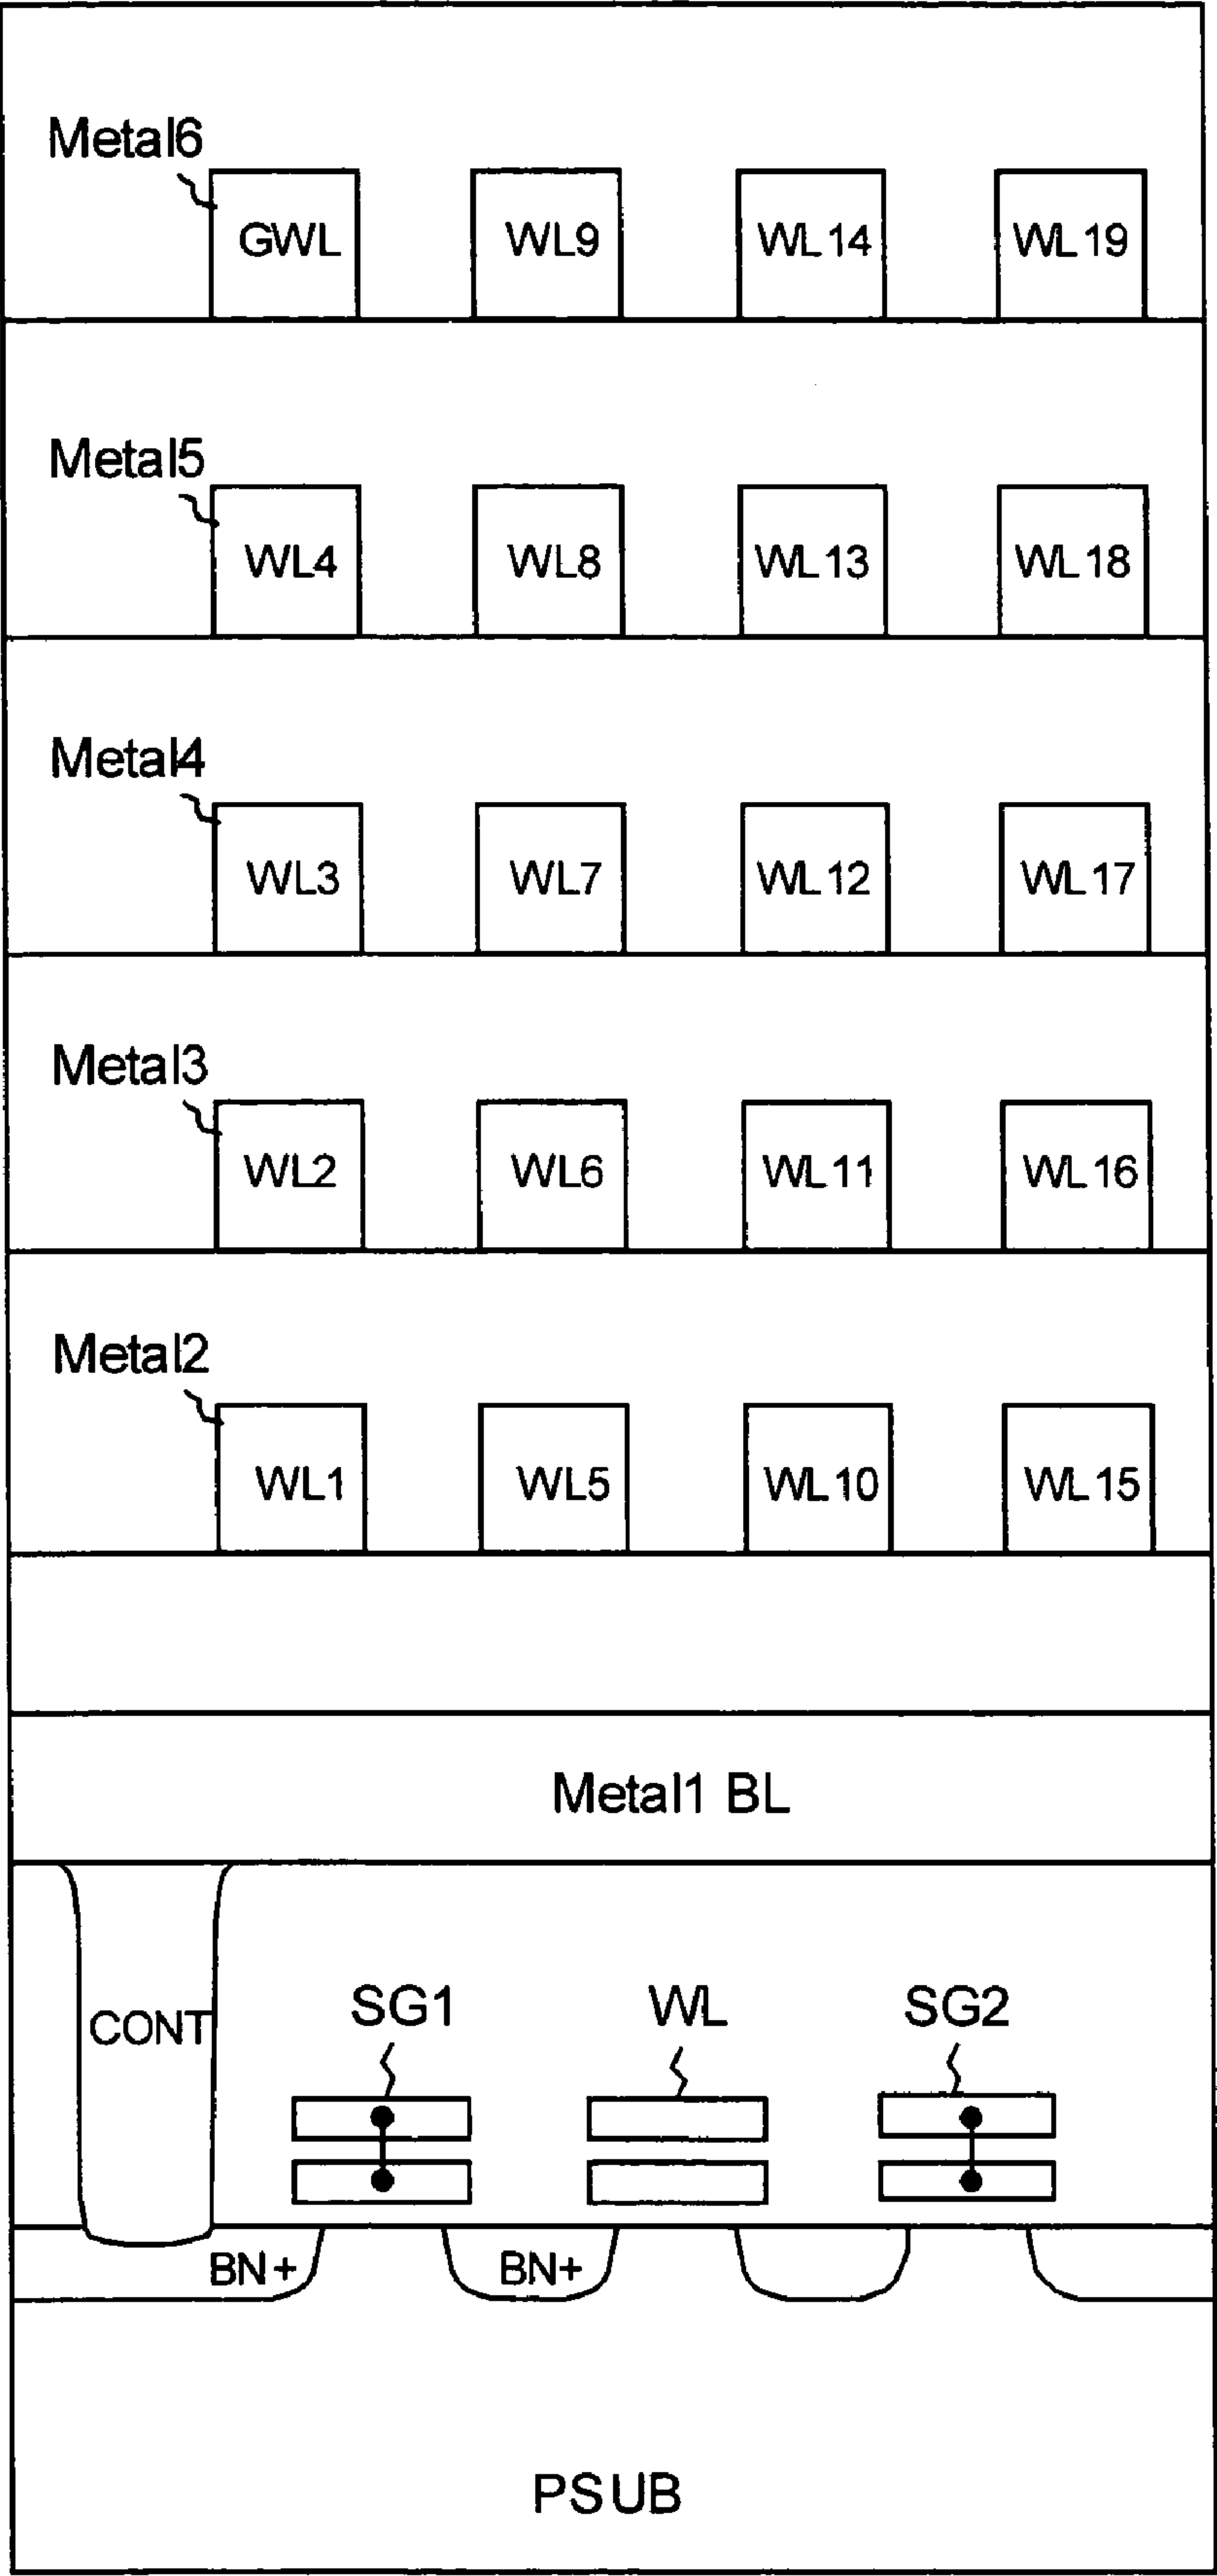 Metal6
GWL WL9 WL14 WL19
Metal5
WL4 WL8 WL13 WL18
Metal4
WL3 WL7 WL12 WL17
Metal3
WL2 WL6 WL11 WL16
Metal2
WL1 WL5 WL10 WL15
Metal1 BL
SG1 WL SG2
CONT
BN+ BN+
PSUB